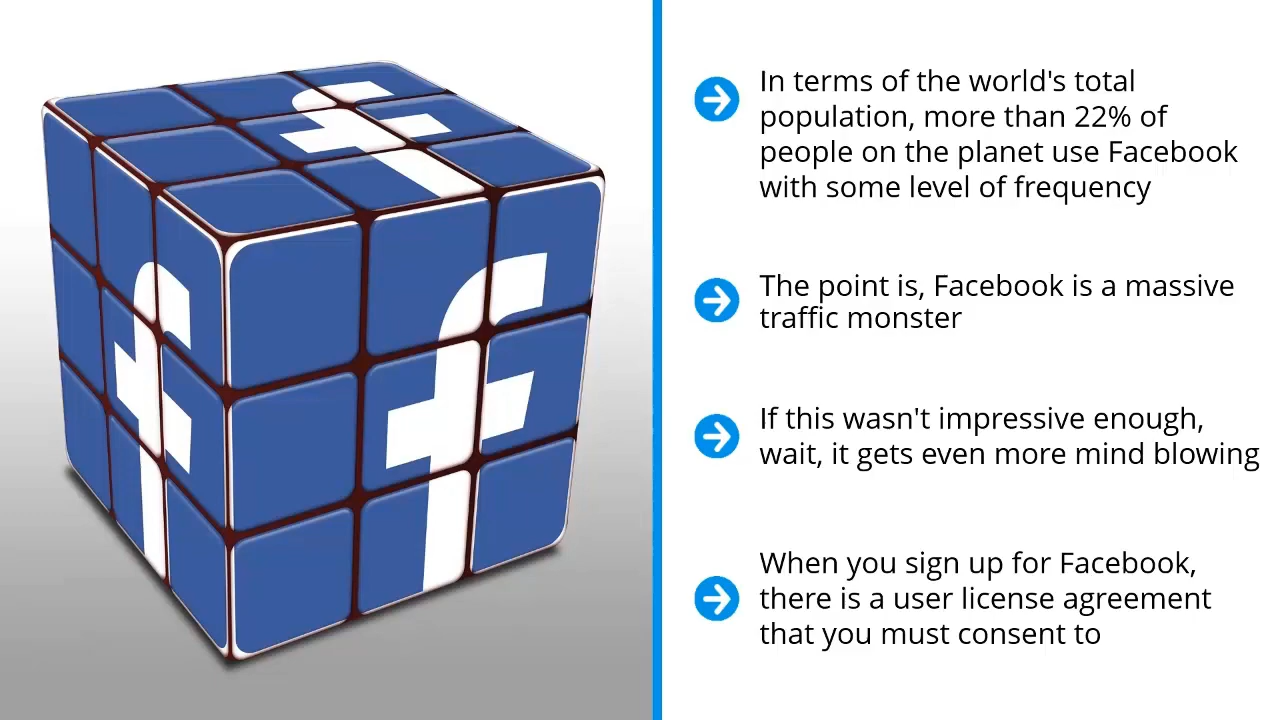 In terms of the world's total
population, more than 22% of
people on the planet use Facebook
with some level of frequency
The point is, Facebook is a massive
traffic monster
If this wasn't impressive enough,
wait, it gets even more mind blowing
When you sign up for Facebook,
there is a user license agreement
that you must consent to